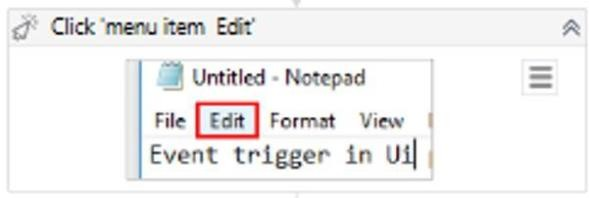 Click 'menu item Edit'
Untitled - Notepad
File Edit Format View
Event trigger in Ui